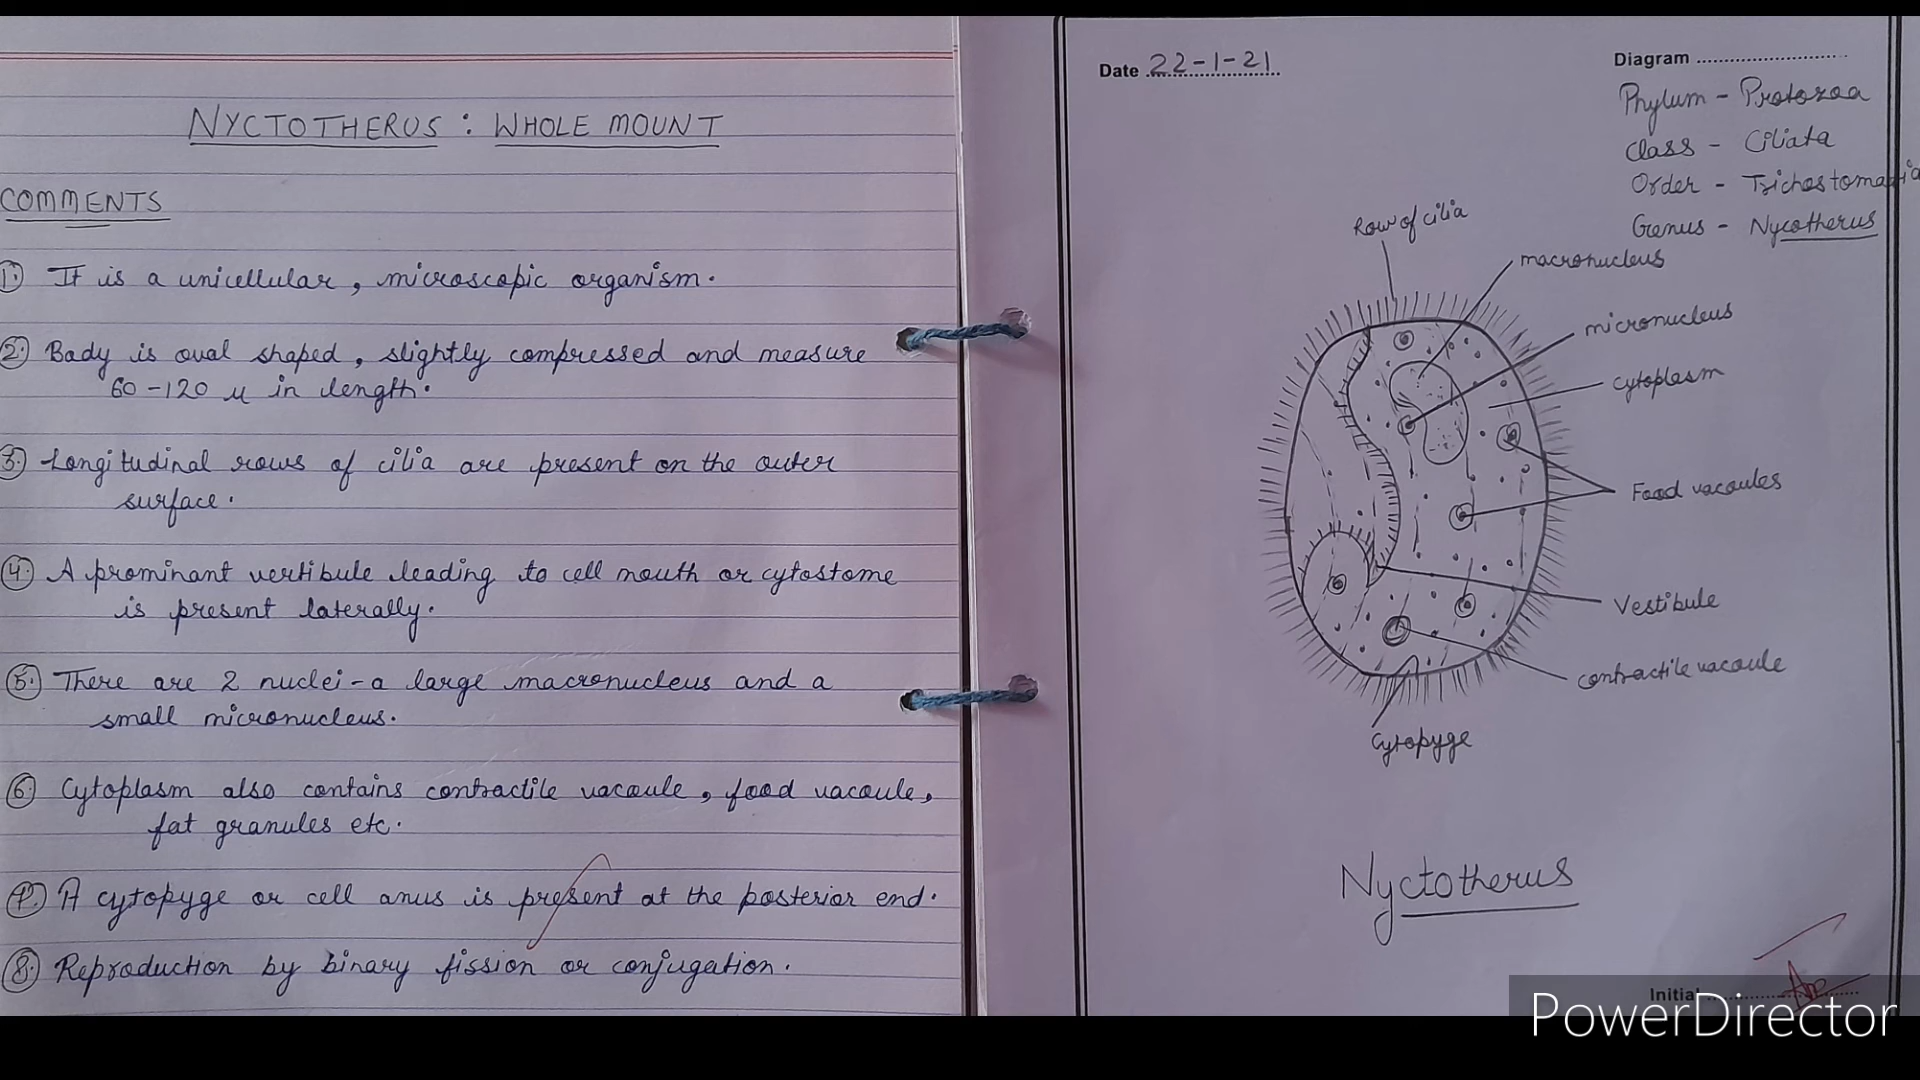 NYCTOTHERUS : WHOLE MOUNT
COMMENTS
1. It is a unicellular, microscopic organism.
2. Body is oval shaped, slightly compressed and measure
60-120 μ in length.
3. Longitudinal rows of cilia are present on the outer
surface.
4. A prominant vertibule leading to cell mouth or cytostome
is present laterally.
5. There are 2 nuclei - a large macronucleus and a
small micronucleus.
6. Cytoplasm also contains contractile vacoule, food vacoule,
fat granules etc.
7. A cytopyge or cell anus is present at the posterior end.
8. Reproduction by binary fission or conjugation.
Date 22-1-21
Diagram
Phylum - Protozoa
Class - Ciliata
Order - Trichostomatia
Genus - Nycotherus
Row of cilia
macronucleus
micronucleus
cytoplasm
Food vacoules
Vestibule
contractile vacoule
Cytopyge
Nyctotherus
Initial
PowerDirector